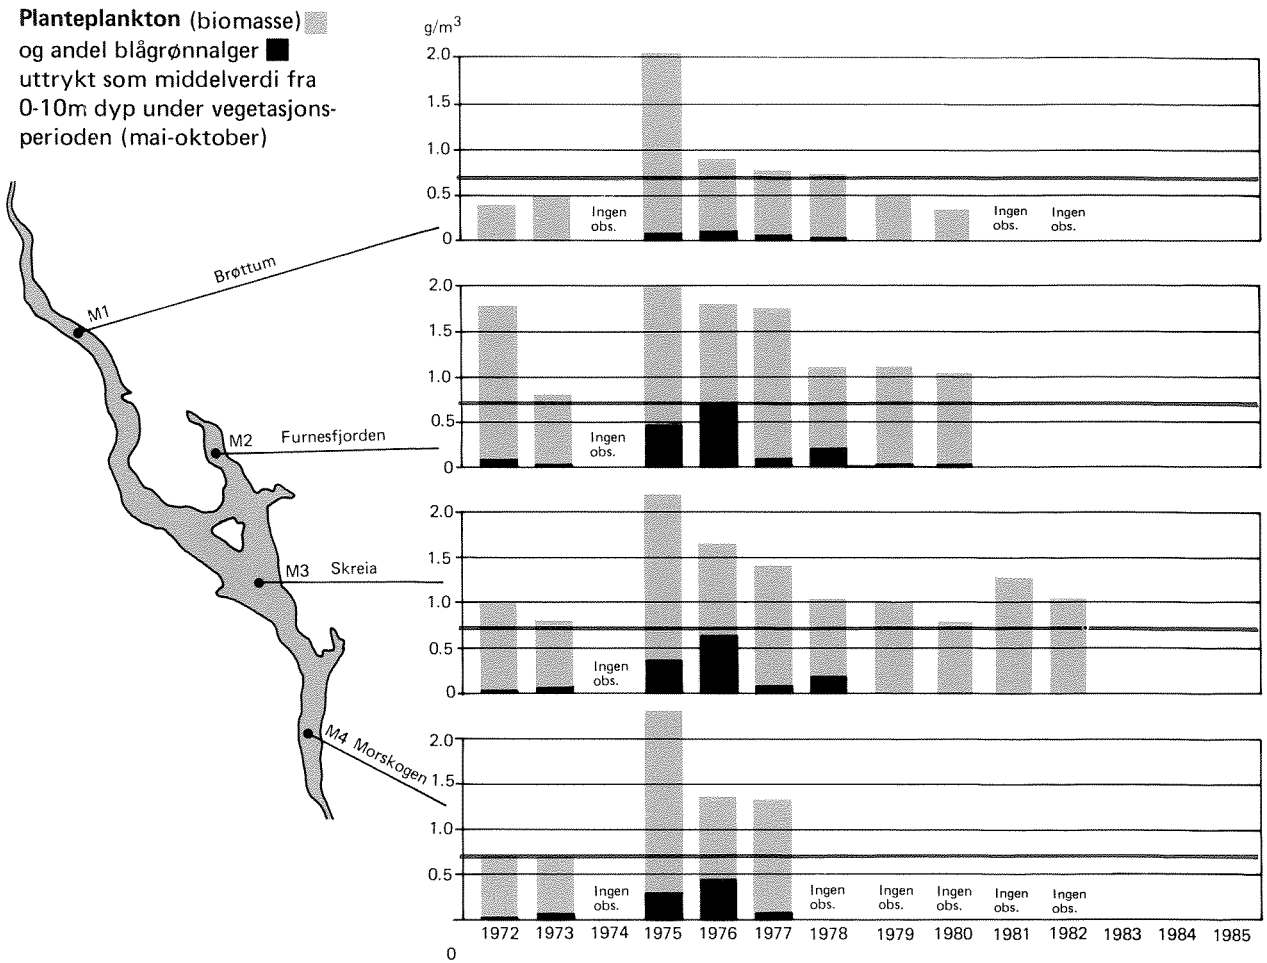 Planteplankton (biomasse)
og andel blågrønnalger
uttrykt som middelverdi fra
0-10m dyp under vegetasjons-
perioden (mai-oktober)
g/m³
2.0
1.5
1.0
0.5
0
Ingen
obs.
Ingen
obs.
Ingen
obs.
Brøttum
M1
2.0
1.5
1.0
0.5
0
Ingen
obs.
M2 Furnesfjorden
2.0
1.5
1.0
0.5
0
Ingen
obs.
M3 Skreia
2.0
1.5
1.0
0.5
0
M4 Morskogen
Ingen
obs.
Ingen
obs.
Ingen
obs.
Ingen
obs.
Ingen
obs.
Ingen
obs.
1972 1973 1974 1975 1976 1977 1978 1979 1980 1981 1982 1983 1984 1985